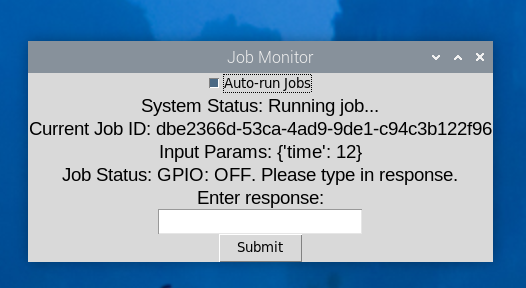 Job Monitor
Auto-run Jobs
System Status: Running job...
Current Job ID: dbe2366d-53ca-4ad9-9de1-c94c3b122f96
Input Params: {'time': 12}
Job Status: GPIO: OFF. Please type in response.
Enter response:
Submit